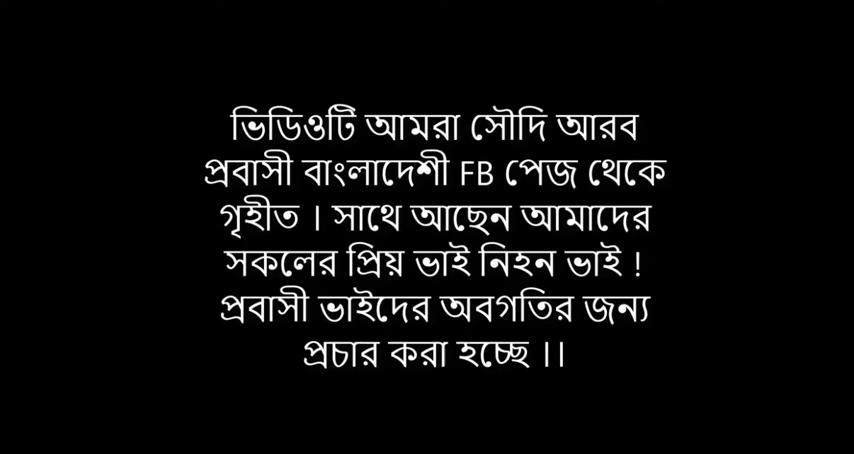 ভিডিওটি আমরা সৌদি আরব
প্রবাসী বাংলাদেশী FB পেজ থেকে
গৃহীত । সাথে আছেন আমাদের
সকলের প্রিয় ভাই নিহন ভাই !
প্রবাসী ভাইদের অবগতির জন্য
প্রচার করা হচ্ছে ।।